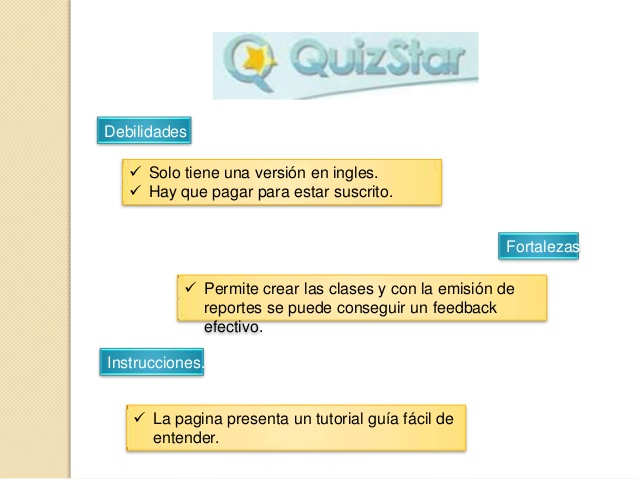 QuizStar
Debilidades
✓ Solo tiene una versión en ingles.
✓ Hay que pagar para estar suscrito.
Fortalezas
✓ Permite crear las clases y con la emisión de
reportes se puede conseguir un feedback
efectivo.
Instrucciones.
✓ La pagina presenta un tutorial guía fácil de
entender.